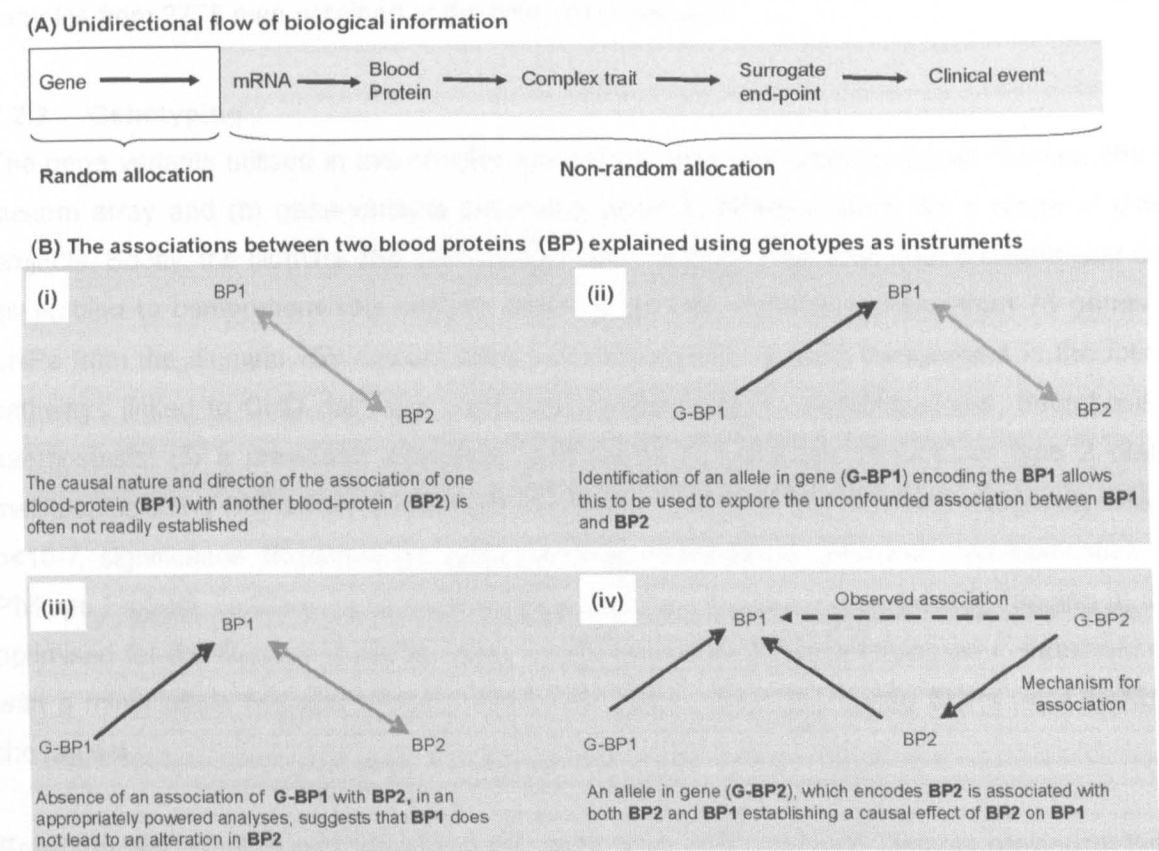 (A) Unidirectional flow of biological information
Gene
mRNA
Blood
Protein
Complex trait
Surrogate
end-point
Clinical event
Random allocation
Non-random allocation
(B) The associations between two blood proteins (BP) explained using genotypes as instruments
(i)
BP1
BP2
The causal nature and direction of the association of one
blood-protein (BP1) with another blood-protein (BP2) is
often not readily established
(ii)
BP1
G-BP1
BP2
Identification of an allele in gene (G-BP1) encoding the BP1 allows
this to be used to explore the unconfounded association between BP1
and BP2
(iii)
BP1
G-BP1
BP2
Absence of an association of G-BP1 with BP2, in an
appropriately powered analyses, suggests that BP1 does
not lead to an alteration in BP2
(iv)
Observed association
BP1
G-BP2
Mechanism for
association
G-BP1
BP2
An allele in gene (G-BP2), which encodes BP2 is associated with
both BP2 and BP1 establishing a causal effect of BP2 on BP1